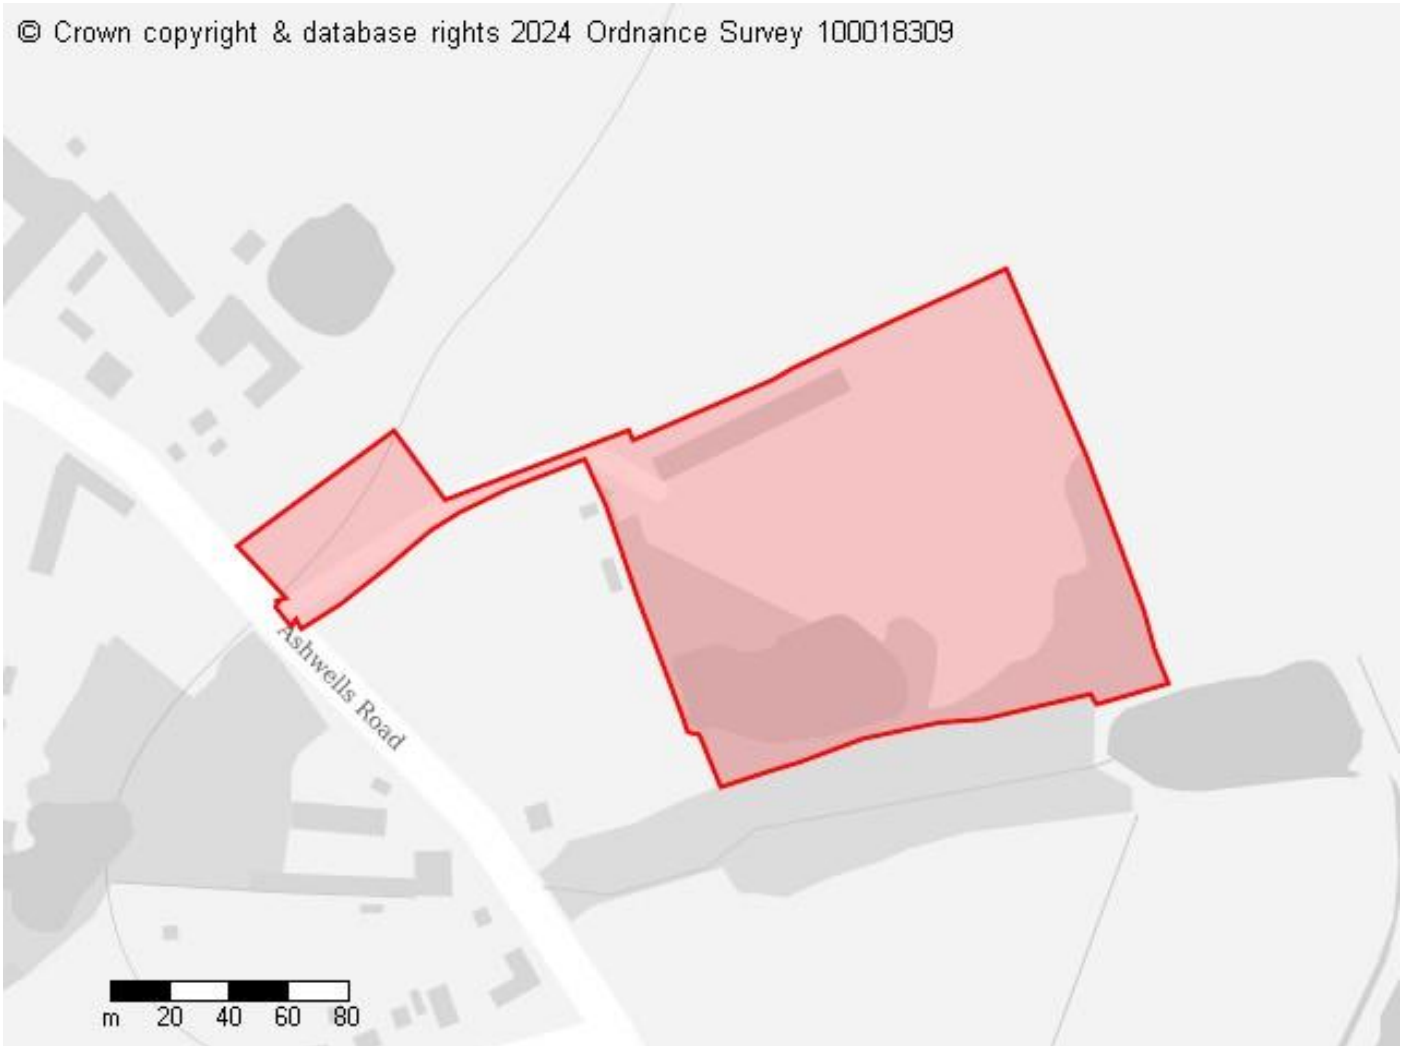 © Crown copyright & database rights 2024 Ordnance Survey 100018309
Ashwells Road
m 20 40 60 80